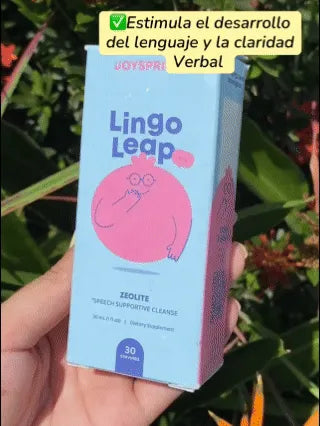 ✅Estimula el desarrollo
del lenguaje y la claridad
Verbal
Lingo
Leap
ZEOLITE
*SPEECH SUPPORTIVE CLEANSE
Dietary Supplement
30